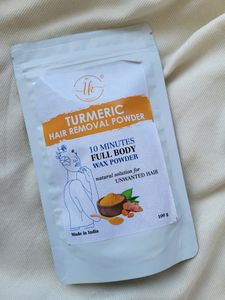 TURMERIC
HAIR REMOVAL POWDER
10 MINUTES
FULL BODY
WAX POWDER
natural solution for
UNWANTED HAIR
Made in India
100 g